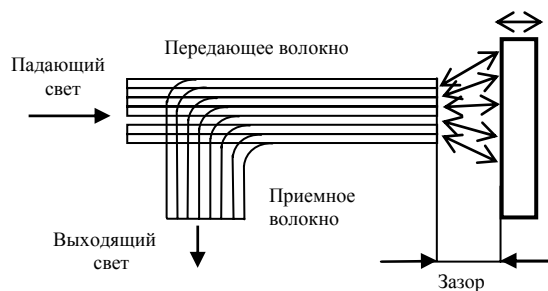 Передающее волокно
Падающий
свет
Приемное
волокно
Выходящий
свет
Зазор